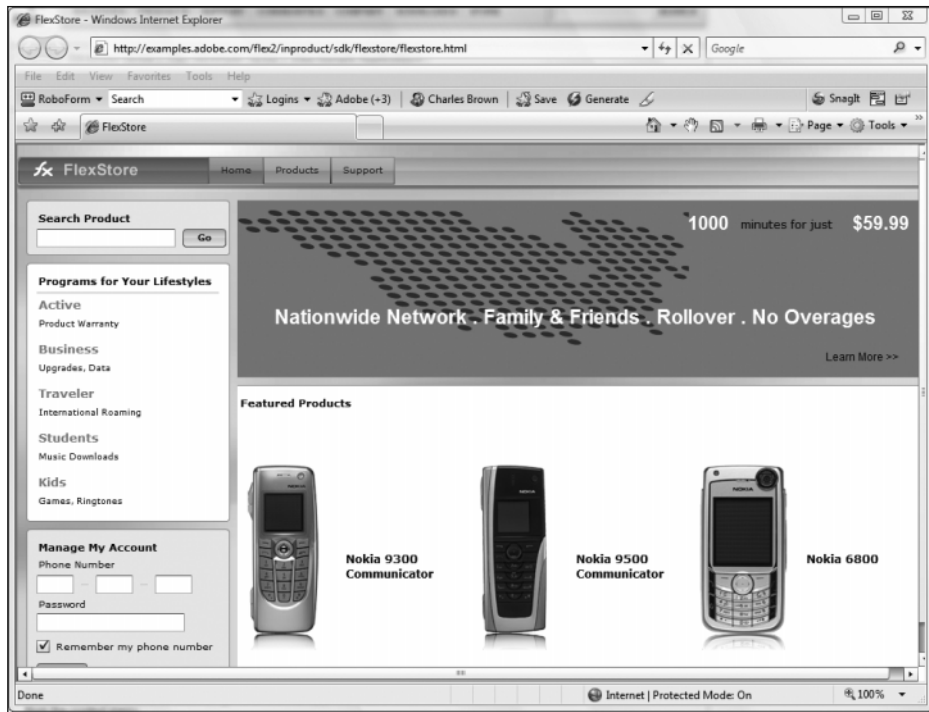 FlexStore - Windows Internet Explorer
http://examples.adobe.com/flex2/inproduct/sdk/flexstore/flexstore.html
Google
File Edit View Favorites Tools Help
RoboForm Search Logins Adobe (+3) Charles Brown Save Generate SnagIt
FlexStore Page Tools
fx FlexStore Home Products Support
Search Product
Go
1000 minutes for just $59.99
Nationwide Network . Family & Friends . Rollover . No Overages
Learn More >>
Programs for Your Lifestyles
Active
Product Warranty
Business
Upgrades, Data
Traveler
International Roaming
Students
Music Downloads
Kids
Games, Ringtones
Manage My Account
Phone Number
Password
Remember my phone number
Featured Products
NOKIA
Nokia 9300
Communicator
NOKIA
Nokia 9500
Communicator
NOKIA
Nokia 6800
Done Internet | Protected Mode: On 100%